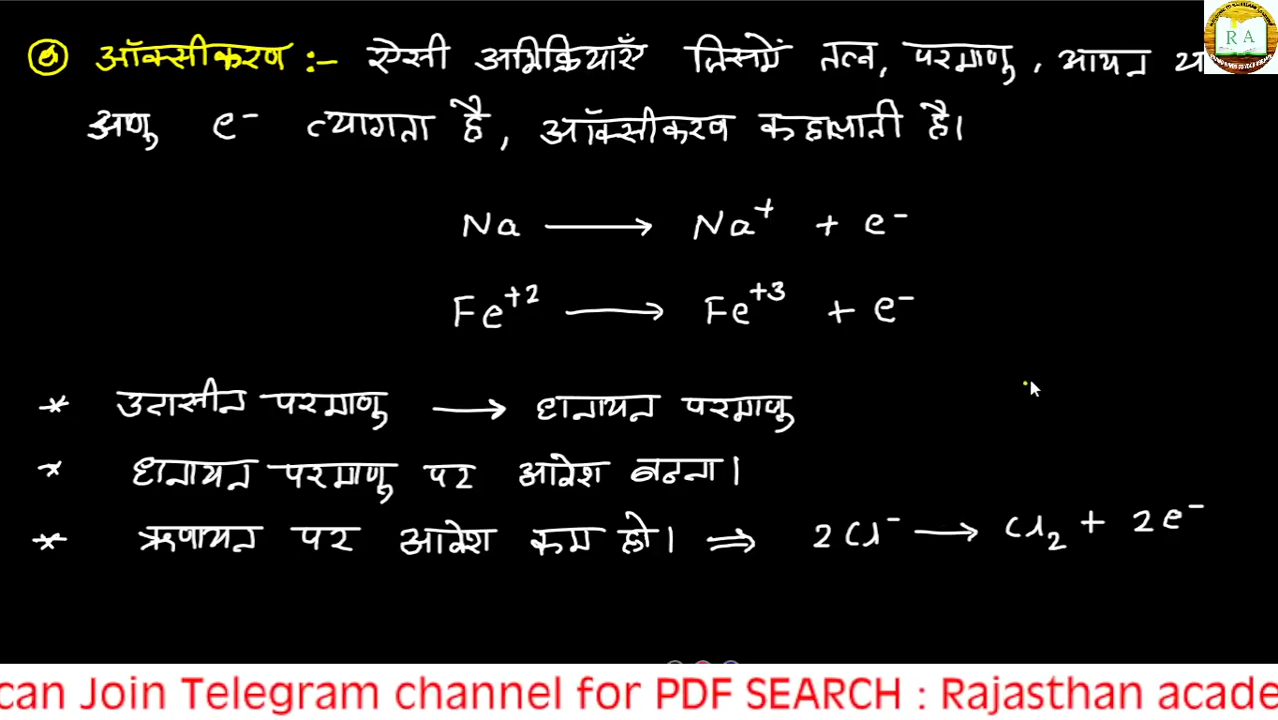 ऑक्सीकरण :- ऐसी अभिक्रियाएँ जिसमें तत्व, परमाणु, आयन या
अणु e⁻ त्यागता है, ऑक्सीकरण कहलाती है।
Na ⟶ Na⁺ + e⁻
Fe⁺² ⟶ Fe⁺³ + e⁻
* उदासीन परमाणु ⟶ धनायन परमाणु
* धनायन परमाणु पर आवेश बढना।
* ऋणायन पर आवेश कम हो। ⇒ 2Cl⁻ ⟶ Cl₂ + 2e⁻
can Join Telegram channel for PDF SEARCH : Rajasthan acade
RA